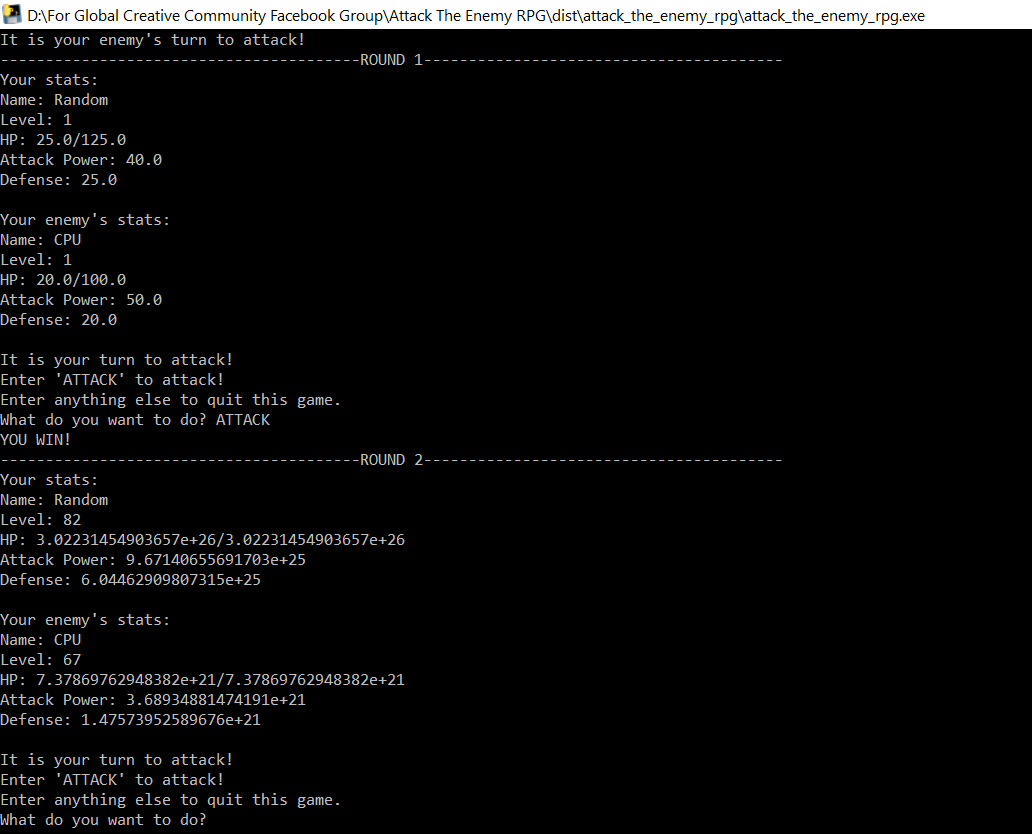 D:\For Global Creative Community Facebook Group\Attack The Enemy RPG\dist\attack_the_enemy_rpg\attack_the_enemy_rpg.exe
It is your enemy's turn to attack!
----------------------------------------ROUND 1----------------------------------------
Your stats:
Name: Random
Level: 1
HP: 25.0/125.0
Attack Power: 40.0
Defense: 25.0
Your enemy's stats:
Name: CPU
Level: 1
HP: 20.0/100.0
Attack Power: 50.0
Defense: 20.0
It is your turn to attack!
Enter 'ATTACK' to attack!
Enter anything else to quit this game.
What do you want to do? ATTACK
YOU WIN!
----------------------------------------ROUND 2----------------------------------------
Your stats:
Name: Random
Level: 82
HP: 3.02231454903657e+26/3.02231454903657e+26
Attack Power: 9.67140655691703e+25
Defense: 6.04462909807315e+25
Your enemy's stats:
Name: CPU
Level: 67
HP: 7.37869762948382e+21/7.37869762948382e+21
Attack Power: 3.68934881474191e+21
Defense: 1.47573952589676e+21
It is your turn to attack!
Enter 'ATTACK' to attack!
Enter anything else to quit this game.
What do you want to do?